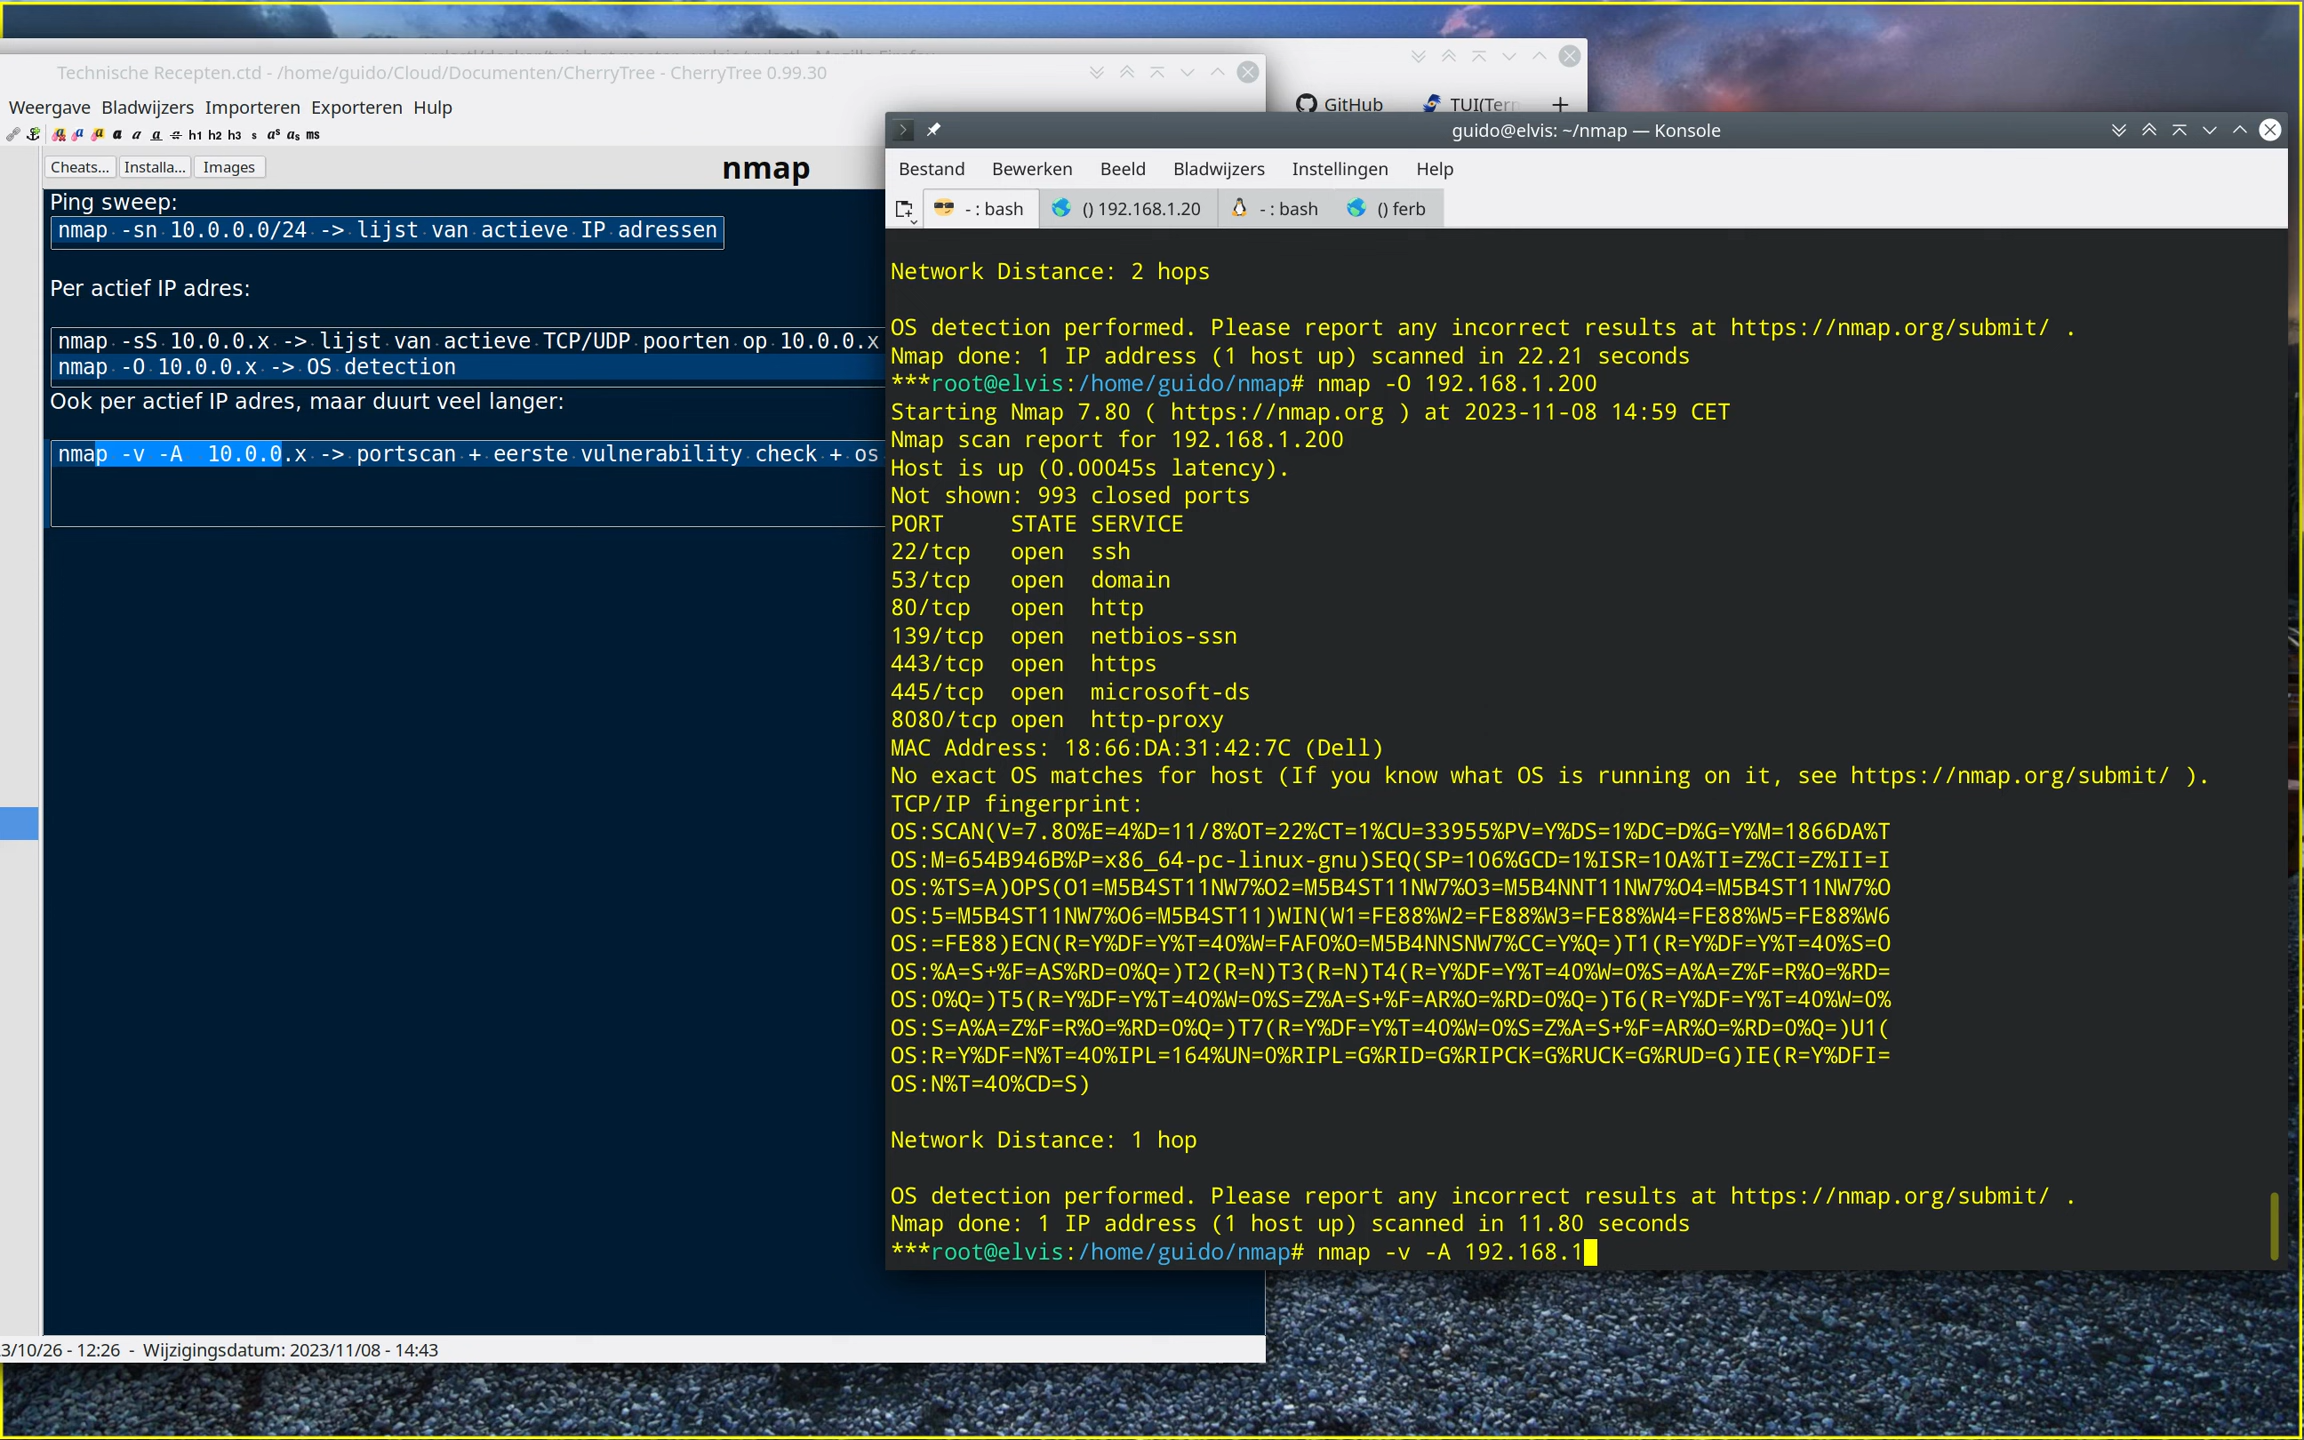 Technische Recepten.ctd - /home/guido/Cloud/Documenten/CherryTree - CherryTree 0.99.30
Weergave Bladwijzers Importeren Exporteren Hulp
h1 h2 h3 s aˢ aₛ ms
Cheats... Installa... Images
nmap
Ping sweep:
nmap -sn 10.0.0.0/24 -> lijst van actieve IP adressen
Per actief IP adres:
nmap -sS 10.0.0.x -> lijst van actieve TCP/UDP poorten op 10.0.0.x
nmap -O 10.0.0.x -> OS detection
Ook per actief IP adres, maar duurt veel langer:
nmap -v -A  10.0.0.x -> portscan + eerste vulnerability check + os
3/10/26 - 12:26 - Wijzigingsdatum: 2023/11/08 - 14:43
GitHub TUI(Terr
guido@elvis: ~/nmap — Konsole
Bestand Bewerken Beeld Bladwijzers Instellingen Help
- : bash () 192.168.1.20 - : bash () ferb
Network Distance: 2 hops
OS detection performed. Please report any incorrect results at https://nmap.org/submit/ .
Nmap done: 1 IP address (1 host up) scanned in 22.21 seconds
***root@elvis:/home/guido/nmap# nmap -O 192.168.1.200
Starting Nmap 7.80 ( https://nmap.org ) at 2023-11-08 14:59 CET
Nmap scan report for 192.168.1.200
Host is up (0.00045s latency).
Not shown: 993 closed ports
PORT     STATE SERVICE
22/tcp   open  ssh
53/tcp   open  domain
80/tcp   open  http
139/tcp  open  netbios-ssn
443/tcp  open  https
445/tcp  open  microsoft-ds
8080/tcp open  http-proxy
MAC Address: 18:66:DA:31:42:7C (Dell)
No exact OS matches for host (If you know what OS is running on it, see https://nmap.org/submit/ ).
TCP/IP fingerprint:
OS:SCAN(V=7.80%E=4%D=11/8%OT=22%CT=1%CU=33955%PV=Y%DS=1%DC=D%G=Y%M=1866DA%T
OS:M=654B946B%P=x86_64-pc-linux-gnu)SEQ(SP=106%GCD=1%ISR=10A%TI=Z%CI=Z%II=I
OS:%TS=A)OPS(O1=M5B4ST11NW7%O2=M5B4ST11NW7%O3=M5B4NNT11NW7%O4=M5B4ST11NW7%O
OS:5=M5B4ST11NW7%O6=M5B4ST11)WIN(W1=FE88%W2=FE88%W3=FE88%W4=FE88%W5=FE88%W6
OS:=FE88)ECN(R=Y%DF=Y%T=40%W=FAF0%O=M5B4NNSNW7%CC=Y%Q=)T1(R=Y%DF=Y%T=40%S=O
OS:%A=S+%F=AS%RD=0%Q=)T2(R=N)T3(R=N)T4(R=Y%DF=Y%T=40%W=0%S=A%A=Z%F=R%O=%RD=
OS:0%Q=)T5(R=Y%DF=Y%T=40%W=0%S=Z%A=S+%F=AR%O=%RD=0%Q=)T6(R=Y%DF=Y%T=40%W=0%
OS:S=A%A=Z%F=R%O=%RD=0%Q=)T7(R=Y%DF=Y%T=40%W=0%S=Z%A=S+%F=AR%O=%RD=0%Q=)U1(
OS:R=Y%DF=N%T=40%IPL=164%UN=0%RIPL=G%RID=G%RIPCK=G%RUCK=G%RUD=G)IE(R=Y%DFI=
OS:N%T=40%CD=S)
Network Distance: 1 hop
OS detection performed. Please report any incorrect results at https://nmap.org/submit/ .
Nmap done: 1 IP address (1 host up) scanned in 11.80 seconds
***root@elvis:/home/guido/nmap# nmap -v -A 192.168.1